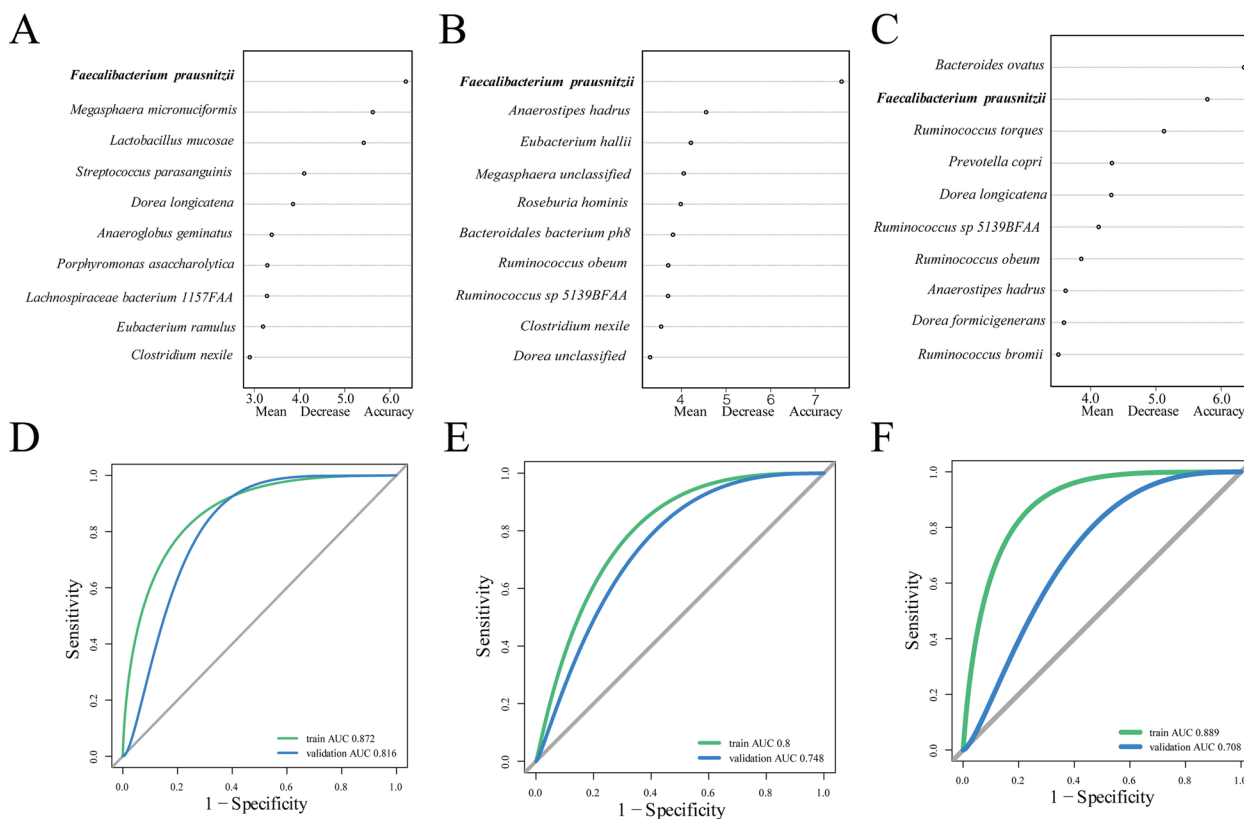 A
Faecalibacterium prausnitzii
Megasphaera micronuciformis
Lactobacillus mucosae
Streptococcus parasanguinis
Dorea longicatena
Anaeroglobus geminatus
Porphyromonas asaccharolytica
Lachnospiraceae bacterium 1157FAA
Eubacterium ramulus
Clostridium nexile
3.0 4.0 5.0 6.0
Mean Decrease Accuracy
B
Faecalibacterium prausnitzii
Anaerostipes hadrus
Eubacterium hallii
Megasphaera unclassified
Roseburia hominis
Bacteroidales bacterium ph8
Ruminococcus obeum
Ruminococcus sp 5139BFAA
Clostridium nexile
Dorea unclassified
4 5 6 7
Mean Decrease Accuracy
C
Bacteroides ovatus
Faecalibacterium prausnitzii
Ruminococcus torques
Prevotella copri
Dorea longicatena
Ruminococcus sp 5139BFAA
Ruminococcus obeum
Anaerostipes hadrus
Dorea formicigenerans
Ruminococcus bromii
4.0 5.0 6.0
Mean Decrease Accuracy
D
Sensitivity
1.0
0.8
0.6
0.4
0.2
0.0
train AUC 0.872
validation AUC 0.816
0.0 0.2 0.4 0.6 0.8 1.0
1 − Specificity
E
Sensitivity
1.0
0.8
0.6
0.4
0.2
0.0
train AUC 0.8
validation AUC 0.748
0.0 0.2 0.4 0.6 0.8 1.0
1 − Specificity
F
Sensitivity
1.0
0.8
0.6
0.4
0.2
0.0
train AUC 0.889
validation AUC 0.708
0.0 0.2 0.4 0.6 0.8 1.0
1 − Specificity